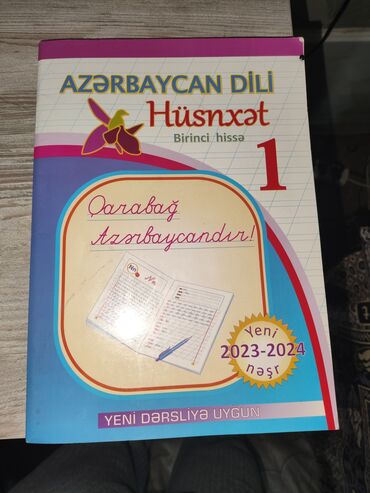 AZƏRBAYCAN DİLİ
Hüsnxət
Birinci hissə
1
Qarabağ
Azərbaycandır!
Yeni
2023-2024
nəşr
YENİ DƏRSLİYƏ UYĞUN